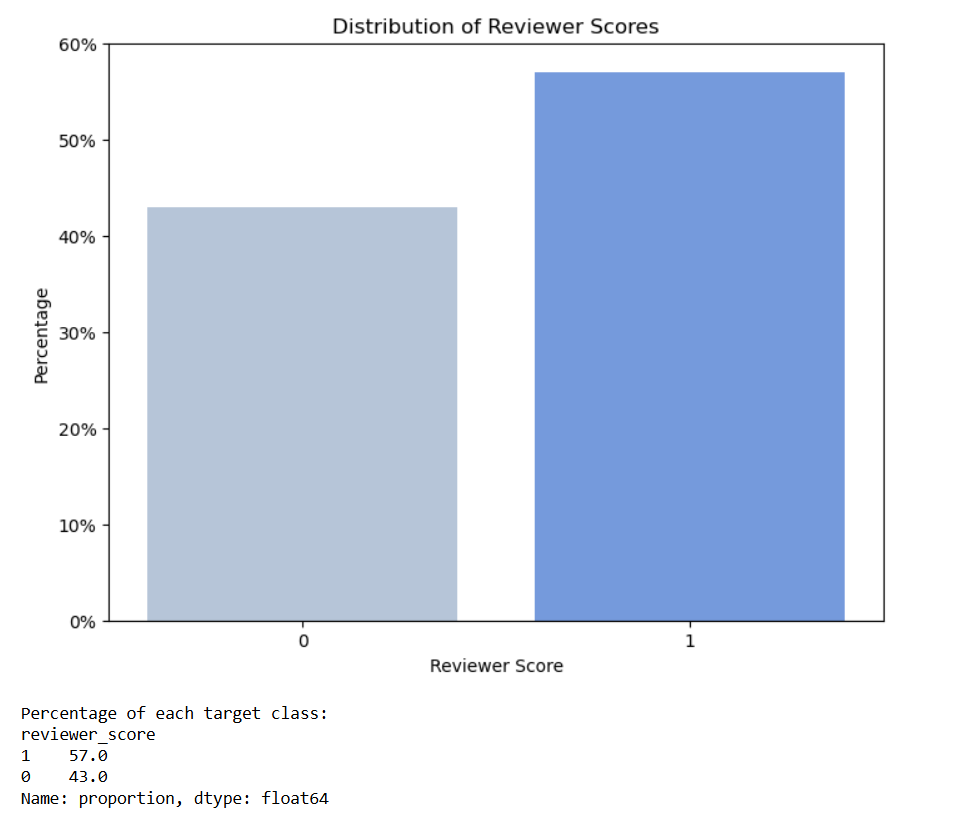 Distribution of Reviewer Scores
60%
50%
40%
30%
20%
10%
0%
Percentage
0 1
Reviewer Score
Percentage of each target class:
reviewer_score
1    57.0
0    43.0
Name: proportion, dtype: float64